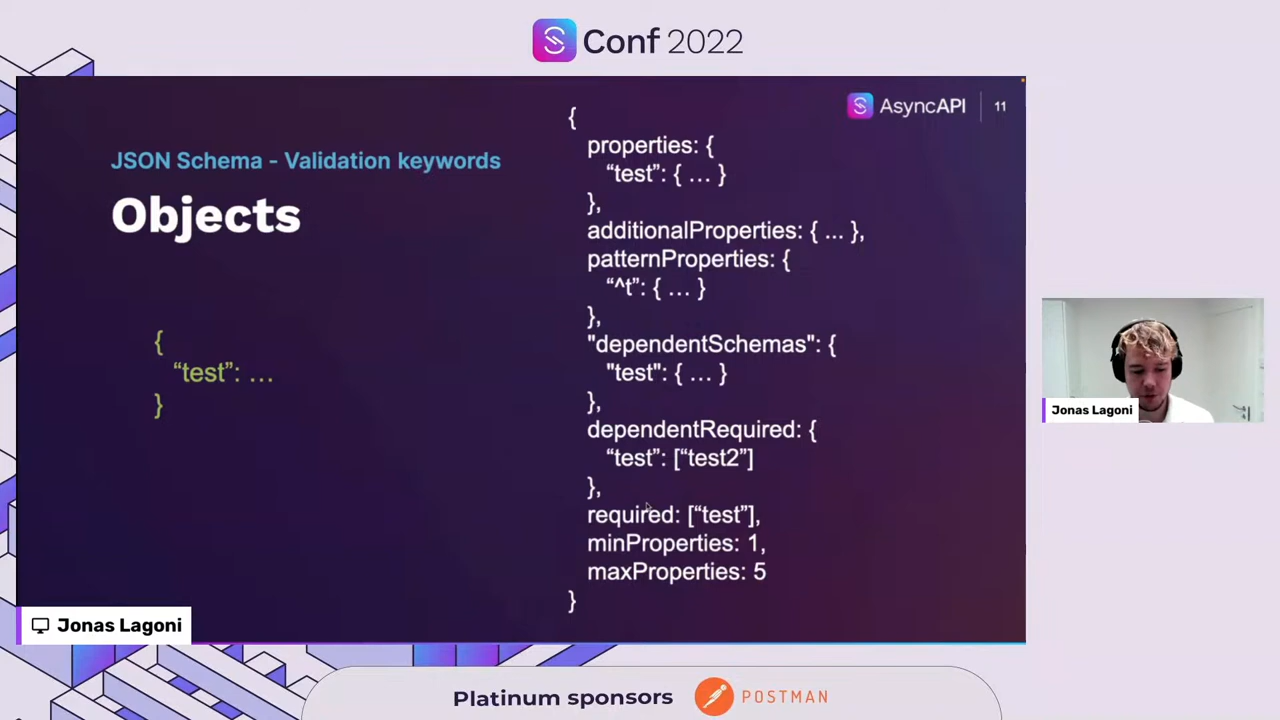 Conf 2022
AsyncAPI
11
JSON Schema - Validation keywords
Objects
{
“test”: …
}
{
properties: {
“test”: { … }
},
additionalProperties: { ... },
patternProperties: {
“^t”: { … }
},
"dependentSchemas": {
"test": { … }
},
dependentRequired: {
“test”: [“test2”]
},
required: [“test”],
minProperties: 1,
maxProperties: 5
}
Jonas Lagoni
Jonas Lagoni
Platinum sponsors
POSTMAN